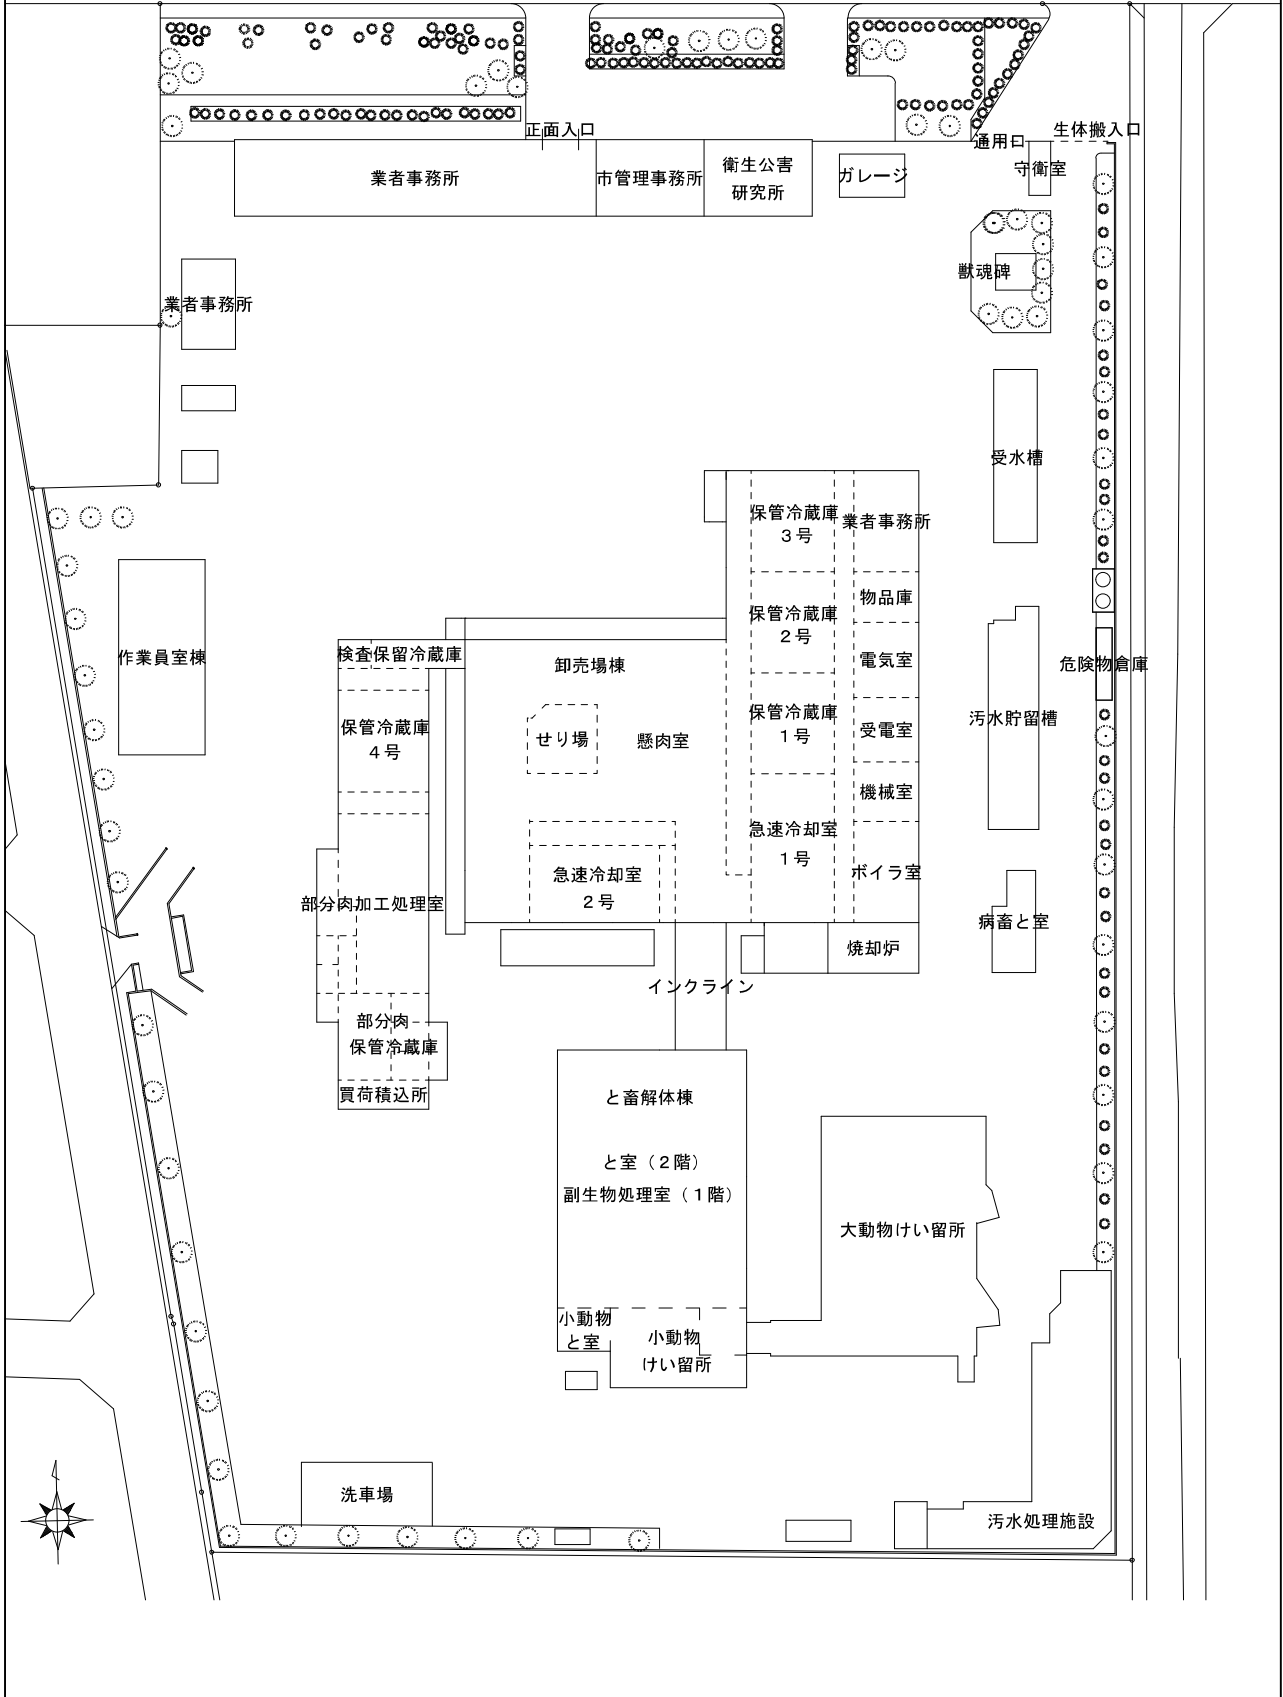 正面入口
生体搬入口
通用口
守衛室
業者事務所
市管理事務所
衛生公害
研究所
ガレージ
獣魂碑
業者事務所
受水槽
保管冷蔵庫
3号
業者事務所
物品庫
保管冷蔵庫
2号
作業員室棟
検査保留冷蔵庫
卸売場棟
電気室
危険物倉庫
保管冷蔵庫
4号
せり場
懸肉室
保管冷蔵庫
1号
受電室
汚水貯留槽
機械室
急速冷却室
1号
急速冷却室
2号
ボイラ室
部分肉加工処理室
病畜と室
焼却炉
インクライン
部分肉
保管冷蔵庫
買荷積込所
と畜解体棟
と室（2階）
副生物処理室（1階）
大動物けい留所
小動物
と室
小動物
けい留所
洗車場
汚水処理施設